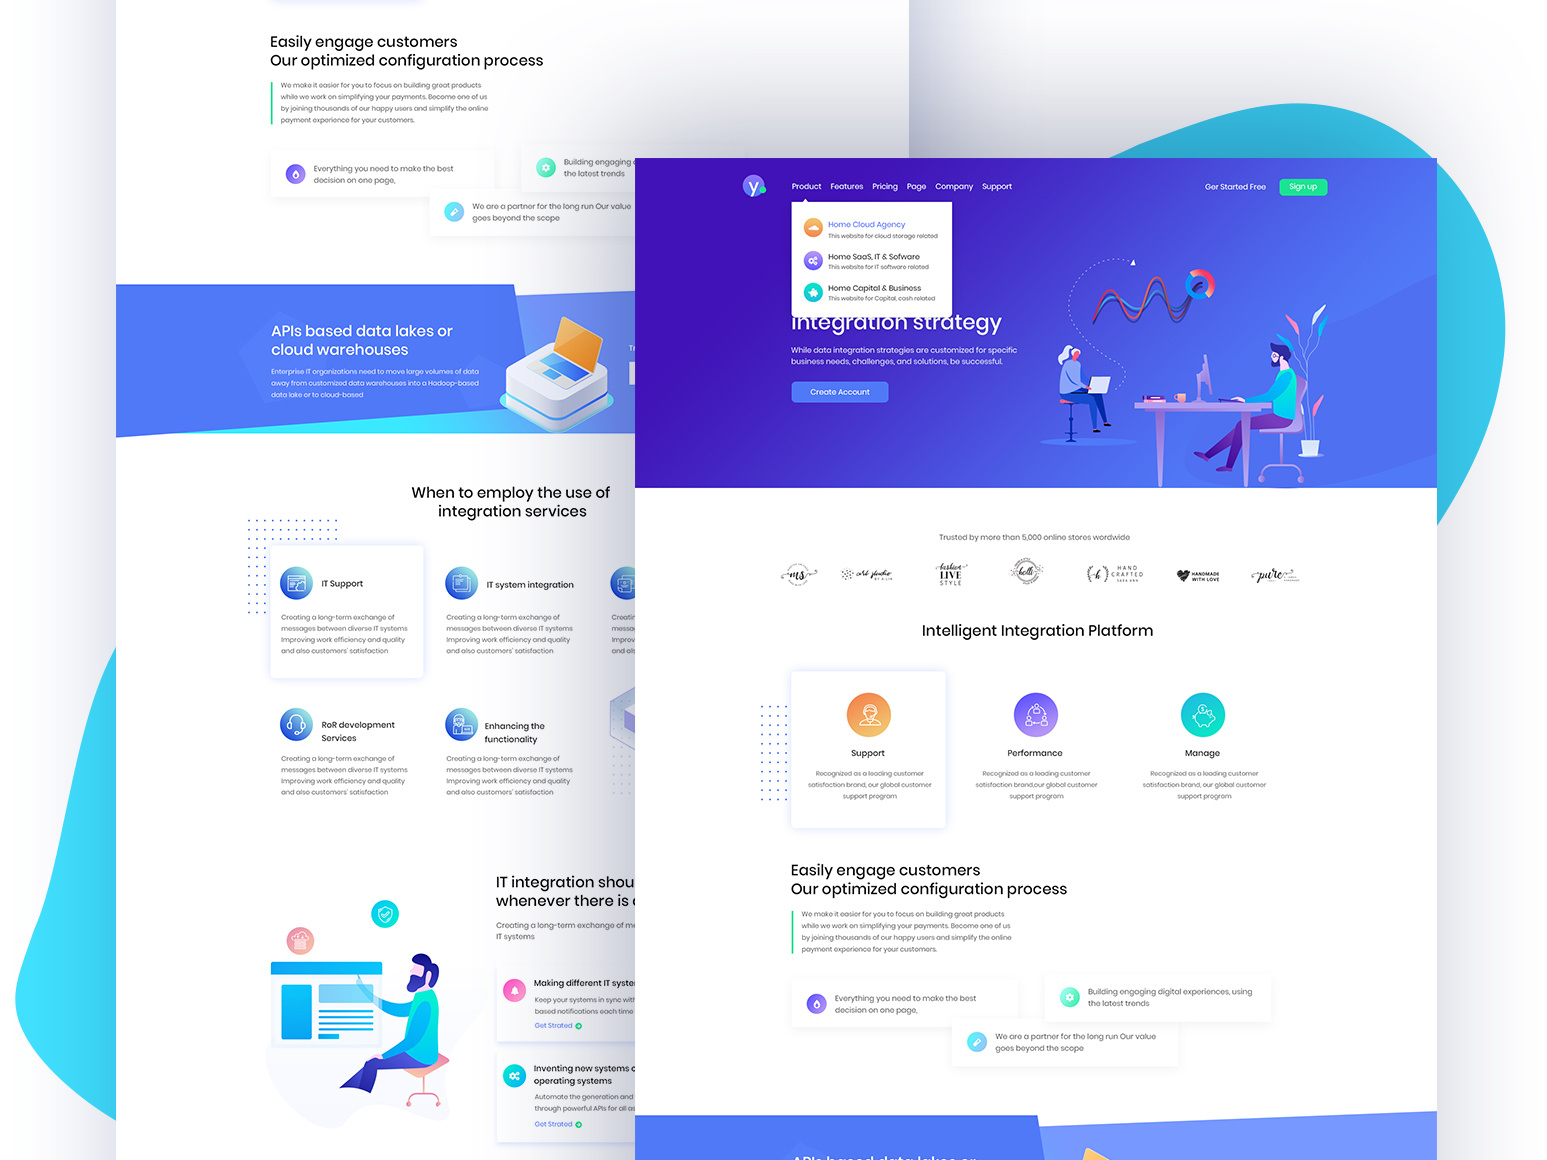 Easily engage customers
Our optimized configuration process
We make it easier for you to focus on building great products
while we work on simplifying your payments. Become one of us
by joining thousands of our happy users and simplify the online
payment experience for your customers.
Everything you need to make the best
decision on one page,
Building engaging
the latest trends
We are a partner for the long run Our value
goes beyond the scope
APIs based data lakes or
cloud warehouses
Enterprise IT organizations need to move large volumes of data
away from customized data warehouses into a Hadoop-based
data lake or to cloud-based
When to employ the use of
integration services
IT Support
Creating a long-term exchange of
messages between diverse IT systems
Improving work efficiency and quality
and also customers' satisfaction
IT system integration
Creating a long-term exchange of
messages between diverse IT systems
Improving work efficiency and quality
and also customers' satisfaction
RoR development
Services
Creating a long-term exchange of
messages between diverse IT systems
Improving work efficiency and quality
and also customers' satisfaction
Enhancing the
functionality
Creating a long-term exchange of
messages between diverse IT systems
Improving work efficiency and quality
and also customers' satisfaction
IT integration shou
whenever there is
Creating a long-term exchange of
IT systems
Making different IT syste
Keep your systems in sync with
based notifications each time
Get Strated
Inventing new systems
operating systems
Automate the generation and
through powerful APIs for all
Get Strated
y
Product Features Pricing Page Company Support
Ger Started Free
Sign up
Home Cloud Agency
This website for cloud storage related
Home SaaS, IT & Sofware
This website for IT software related
Home Capital & Business
This website for Capital, cash related
Integration strategy
While data integration strategies are customized for specific
business needs, challenges, and solutions, be successful.
Create Account
Trusted by more than 5,000 online stores wordwide
ms
art studio
fashion
LIVE
STYLE
belli
h
HAND
CRAFTED
HANDMADE
WITH LOVE
pure
Intelligent Integration Platform
Support
Recognized as a leading customer
satisfaction brand, our global customer
support program
Performance
Recognized as a leading customer
satisfaction brand,our global customer
support program
Manage
Recognized as a leading customer
satisfaction brand, our global customer
support program
Easily engage customers
Our optimized configuration process
We make it easier for you to focus on building great products
while we work on simplifying your payments. Become one of us
by joining thousands of our happy users and simplify the online
payment experience for your customers.
Everything you need to make the best
decision on one page,
Building engaging digital experiences, using
the latest trends
We are a partner for the long run Our value
goes beyond the scope
APIs based data lakes or